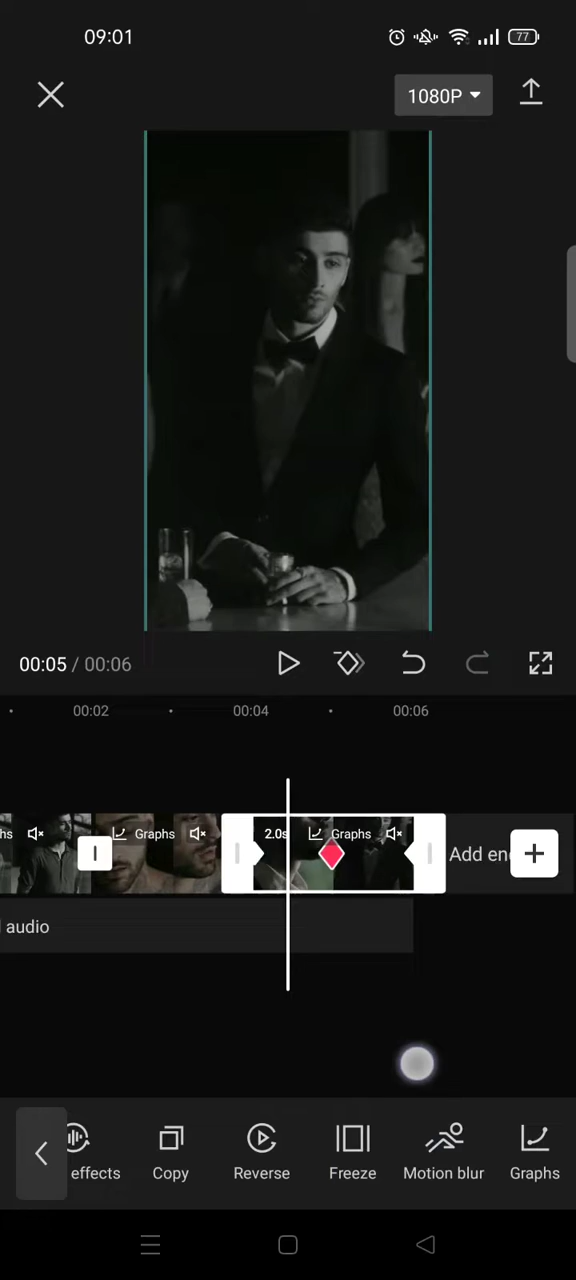 09:01
77
1080P
00:05 / 00:06
00:02
00:04
00:06
hs
Graphs
2.0s
Graphs
Add en
audio
effects
Copy
Reverse
Freeze
Motion blur
Graphs